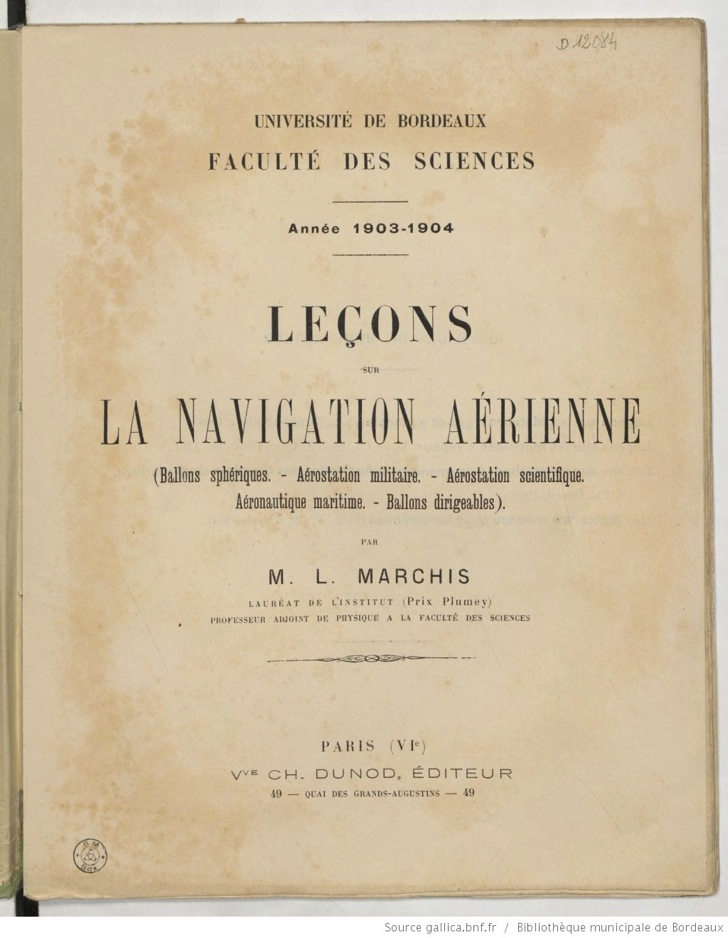 D 12084
UNIVERSITÉ DE BORDEAUX
FACULTÉ DES SCIENCES
Année 1903-1904
LEÇONS
SUR
LA NAVIGATION AÉRIENNE
(Ballons sphériques. - Aérostation militaire. - Aérostation scientifique.
Aéronautique maritime. - Ballons dirigeables).
PAR
M. L. MARCHIS
LAURÉAT DE L'INSTITUT (Prix Plumey)
PROFESSEUR ADJOINT DE PHYSIQUE A LA FACULTÉ DES SCIENCES
PARIS (VIe)
VVE CH. DUNOD, ÉDITEUR
49 — QUAI DES GRANDS-AUGUSTINS — 49
B.M
Bdx
Source gallica.bnf.fr / Bibliothèque municipale de Bordeaux